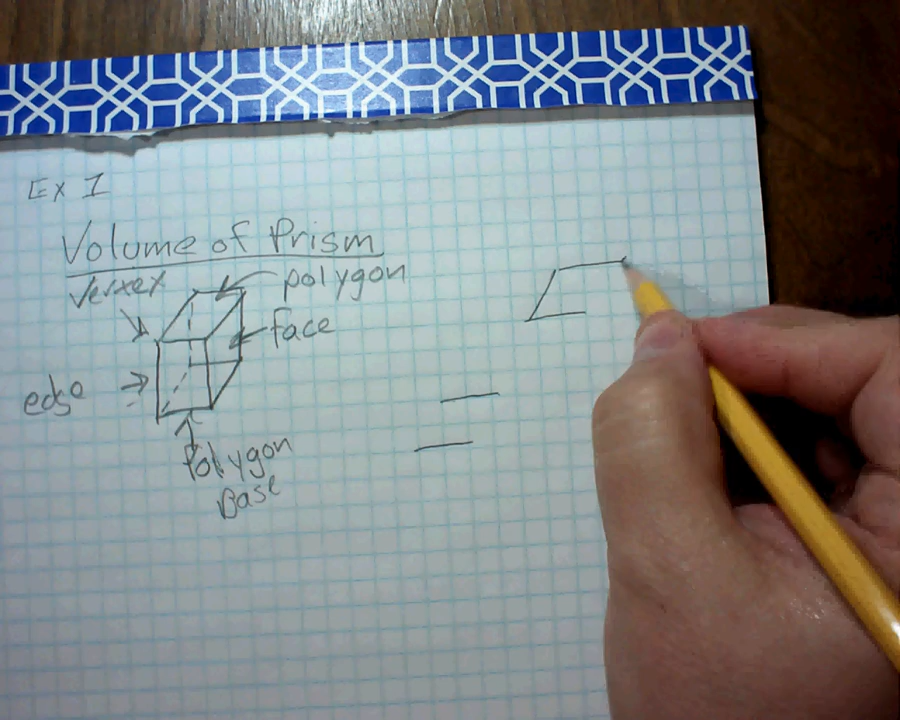 Ex 1
Volume of Prism
vertex
polygon
face
edge
Polygon
Base